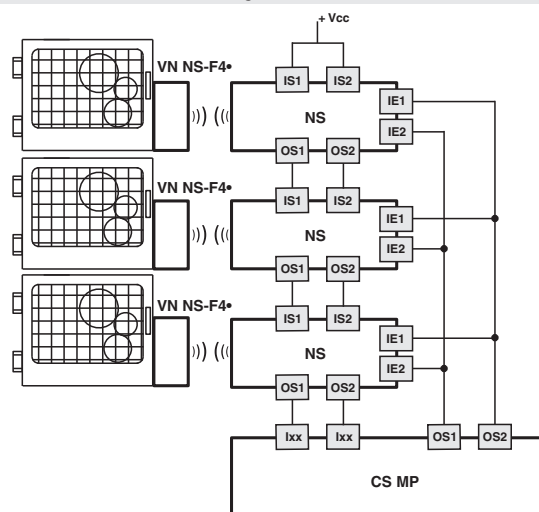 + Vcc
VN NS-F4•
IS1 IS2
IE1
NS
IE2
OS1 OS2
VN NS-F4•
IS1 IS2
IE1
NS
IE2
OS1 OS2
VN NS-F4•
IS1 IS2
IE1
NS
IE2
OS1 OS2
Ixx Ixx OS1 OS2
CS MP